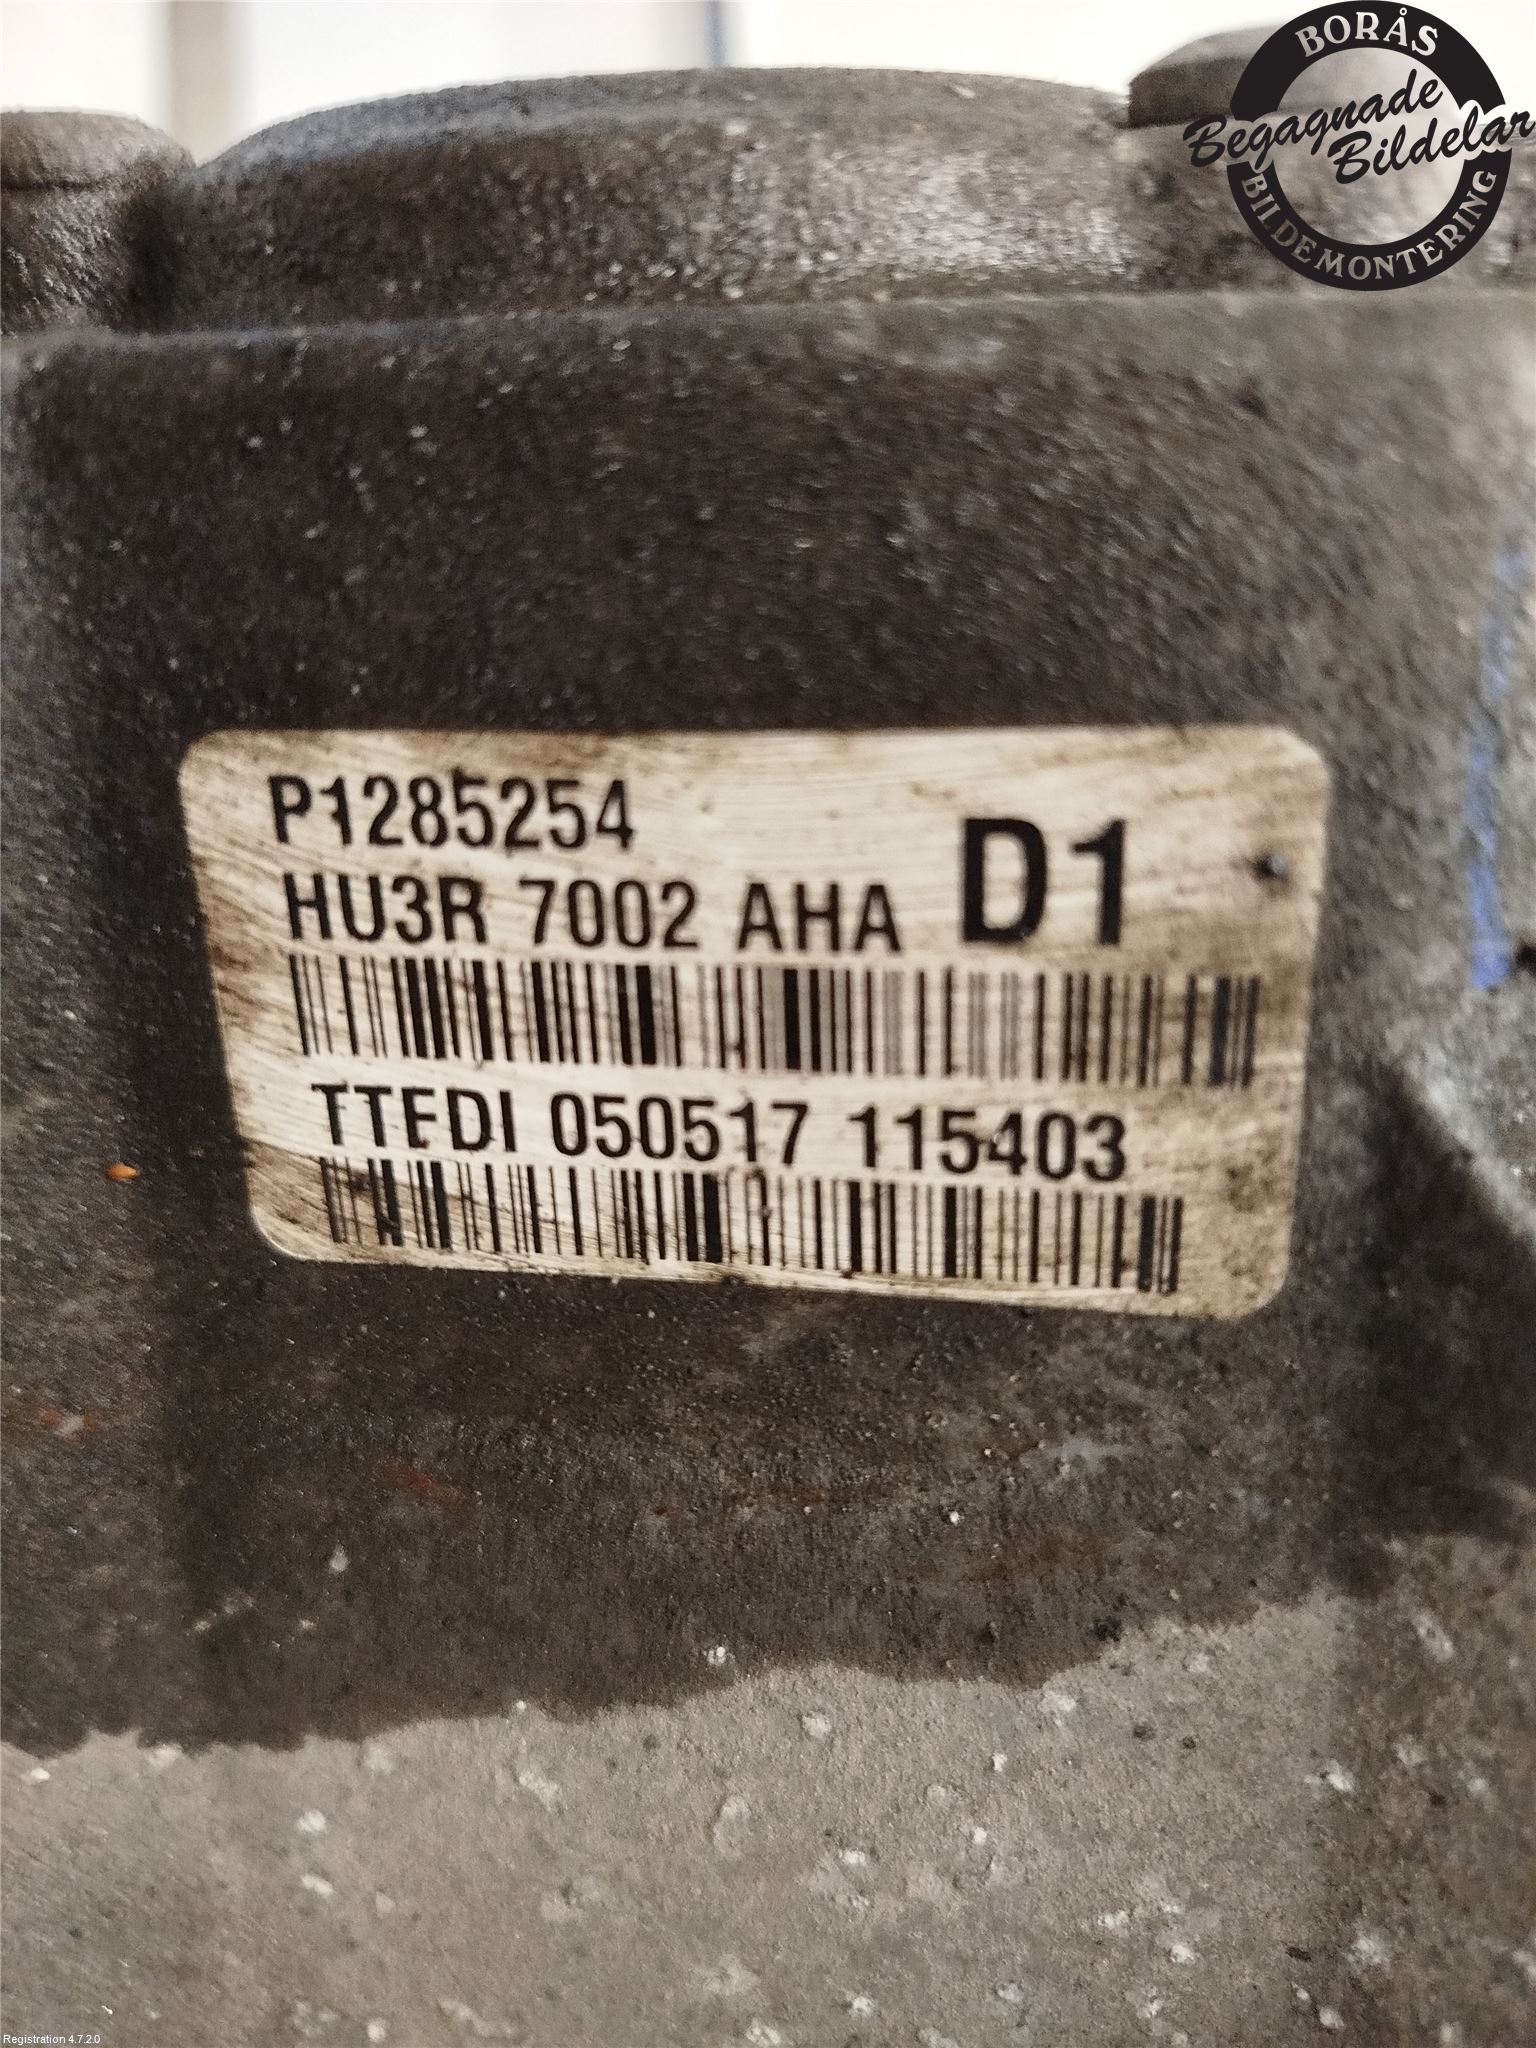 BORÅS
Begagnade
Bildelar
BILDEMONTERING
P1285254
HU3R 7002 AHA D1
TTEDI 050517 115403
Registration 4.7.2.0